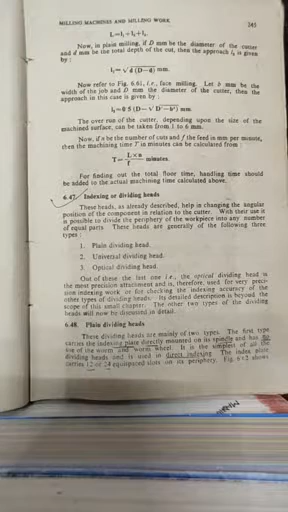 MILLING MACHINES AND MILLING WORK 245
L=l₁+l₂+l₃.
Now, in plain milling, if D mm be the diameter of the cutter
and d mm be the total depth of the cut, then the approach l₂ is given
by :
l₂=√d (D—d) mm.
Now refer to Fig. 6.61, i.e., face milling. Let b mm be the
width of the job and D mm the diameter of the cutter, then the
approach in this case is given by :
l₂=0 5 (D—√D²—b²) mm.
The over run of the cutter, depending upon the size of the
machined surface, can be taken from 1 to 6 mm.
Now, if n be the number of cuts and f the feed in mm per minute,
then the machining time T in minutes can be calculated from :
T= L×n / f minutes.
For finding out the total floor time, handling time should
be added to the actual machining time calculated above.
6.47. Indexing or dividing heads
These heads, as already described, help in changing the angular
position of the component in relation to the cutter. With their use it
is possible to divide the periphery of the workpiece into any number
of equal parts. These heads are generally of the following three
types :
1. Plain dividing head.
2. Universal dividing head.
3. Optical dividing head.
Out of these the last one i.e., the optical dividing head is
the most precision attachment and is, therefore, used for very preci-
sion indexing work or for checking the indexing accuracy of the
other types of dividing heads. Its detailed description is beyond the
scope of this small chapter. The other two types of the dividing
heads will now be discussed in detail.
6.48. Plain dividing heads
These dividing heads are mainly of two types. The first type
carries the indexing plate directly mounted on its spindle and has no
use of the worm and worm wheel. It is the simplest of all the
dividing heads and is used in direct indexing. The index plate
carries 12 or 24 equispaced slots on its periphery. Fig. shows